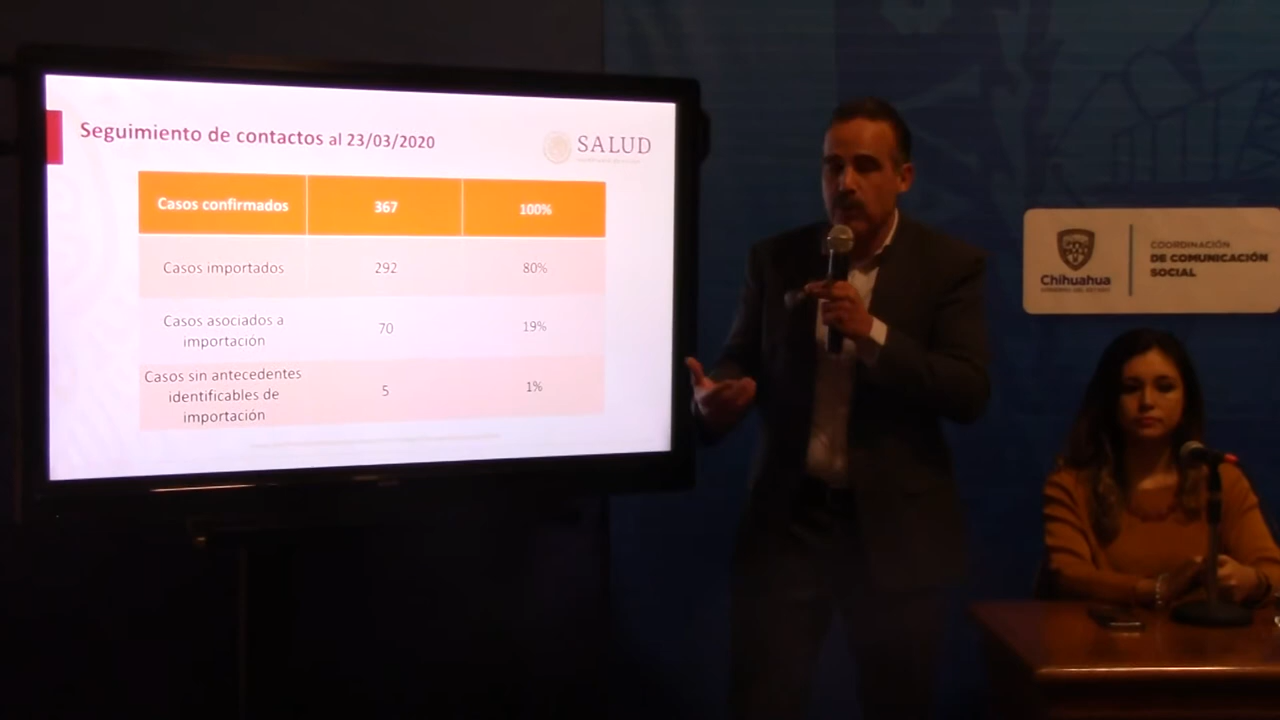 Seguimiento de contactos al 23/03/2020
SALUD
Casos confirmados 367 100%
Casos importados 292 80%
Casos asociados a
importación 70 19%
Casos sin antecedentes
identificables de
importación 5 1%
Chihuahua
COORDINACIÓN
DE COMUNICACIÓN
SOCIAL